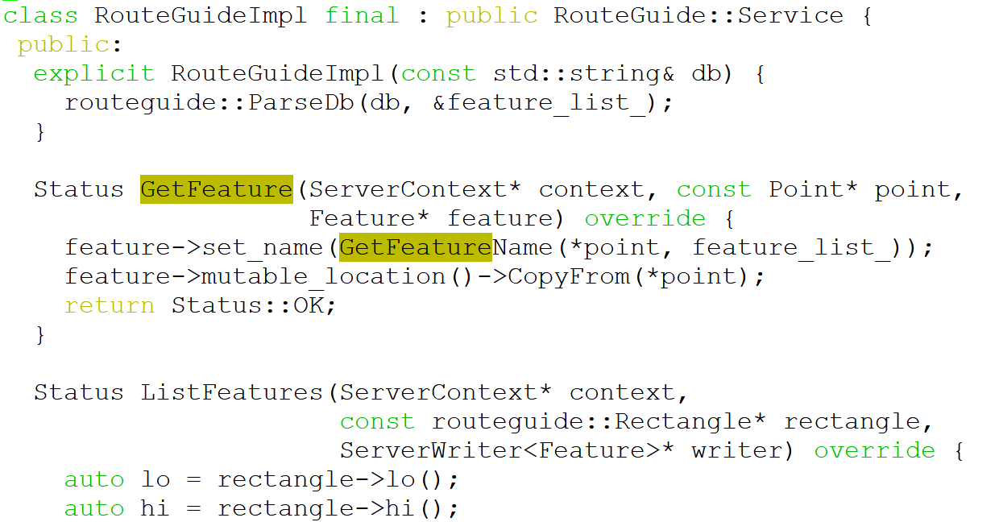 class RouteGuideImpl final : public RouteGuide::Service {
 public:
  explicit RouteGuideImpl(const std::string& db) {
    routeguide::ParseDb(db, &feature_list_);
  }

  Status GetFeature(ServerContext* context, const Point* point,
                    Feature* feature) override {
    feature->set_name(GetFeatureName(*point, feature_list_));
    feature->mutable_location()->CopyFrom(*point);
    return Status::OK;
  }

  Status ListFeatures(ServerContext* context,
                      const routeguide::Rectangle* rectangle,
                      ServerWriter<Feature>* writer) override {
    auto lo = rectangle->lo();
    auto hi = rectangle->hi();